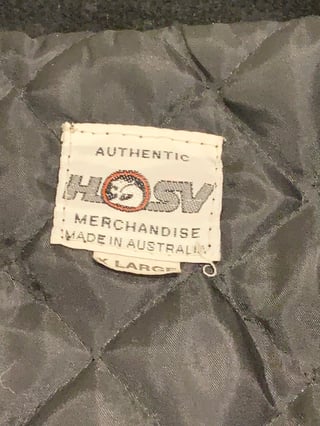 AUTHENTIC
HSV
MERCHANDISE
MADE IN AUSTRALIA
X LARGE